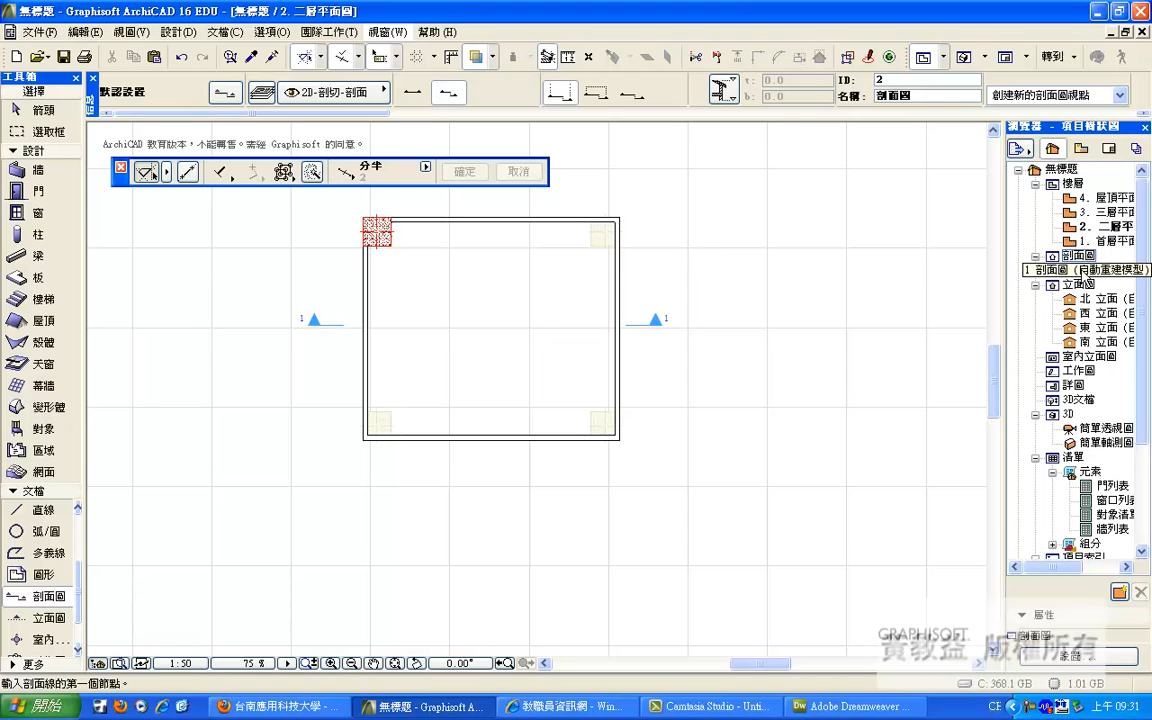 無標題 - Graphisoft ArchiCAD 16 EDU - [無標題 / 2. 二層平面圖]
文件(F) 編輯(E) 視圖(V) 設計(D) 文檔(C) 選項(O) 團隊工作(T) 視窗(W) 幫助(H)
轉到
工具箱
選擇
箭頭
選取框
設計
牆
門
窗
柱
梁
板
樓梯
屋頂
殼體
天窗
幕牆
變形體
對象
區域
網面
文檔
直線
弧/圓
多義線
圖形
剖面圖
立面圖
室內...
更多
默認設置
2D-剖切-剖面
t: 0.0
b: 0.0
ID: 2
名稱: 剖面圖
創建新的剖面圖視點
ArchiCAD 教育版本，不能轉售。需經 Graphisoft 的同意。
分半
2
確定 取消
1 1
瀏覽器 - 項目樹狀圖
無標題
樓層
4. 屋頂平面
3. 三層平面
2. 二層平
1. 首層平面
剖面圖
1 剖面圖 (自動重建模型)
立面圖
北 立面 (自
西 立面 (自
東 立面 (自
南 立面 (自
室內立面圖
工作圖
詳圖
3D文檔
3D
簡單透視圖
簡單軸測圖
清單
元素
門列表
窗口列表
對象清單
牆列表
組分
項目索引
屬性
剖面圖
GRAPHISOFT.
黃教益 版權所有
1:50 75 % 0.00°
輸入剖面線的第一個節點。
C: 368.1 GB 1.01 GB
開始
台南應用科技大學 - ...
無標題 - Graphisoft A...
教職員資訊網 - Win...
Camtasia Studio - Unti...
Adobe Dreamweaver ...
上午 09:31